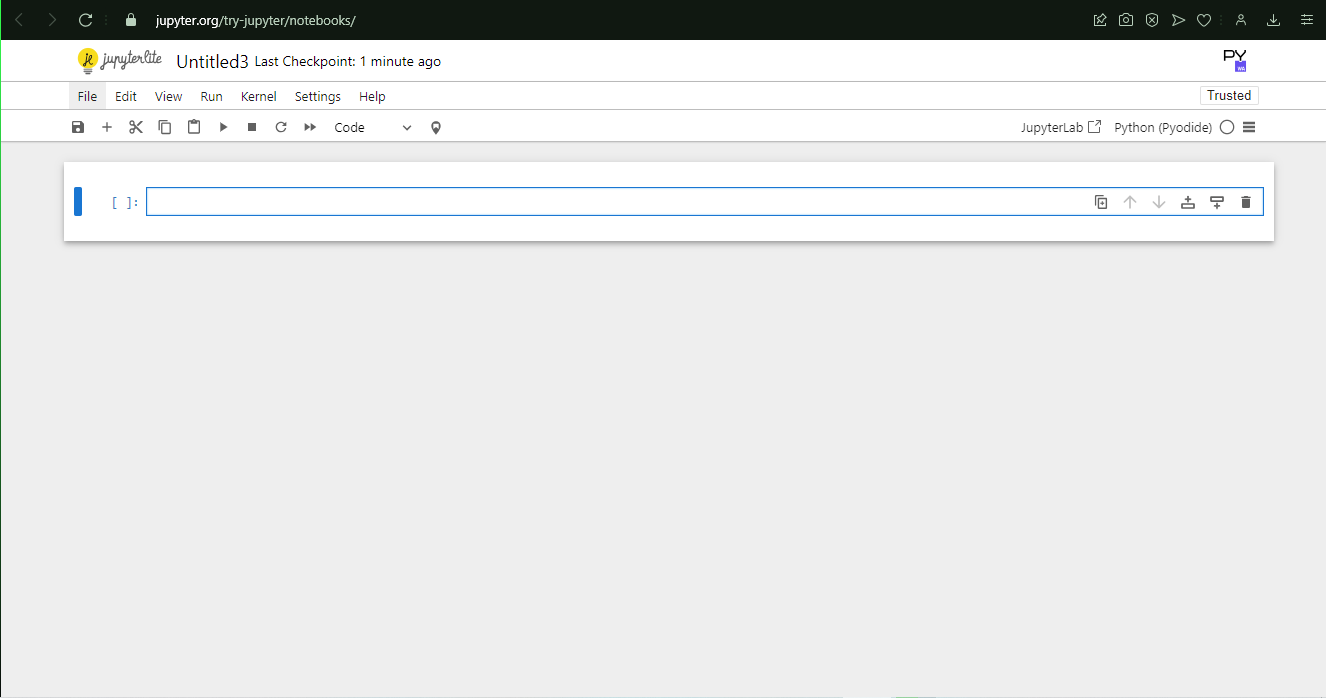 jupyter.org/try-jupyter/notebooks/
jupyterlite Untitled3 Last Checkpoint: 1 minute ago PY WA
File Edit View Run Kernel Settings Help Trusted
Code JupyterLab Python (Pyodide)
[ ]: